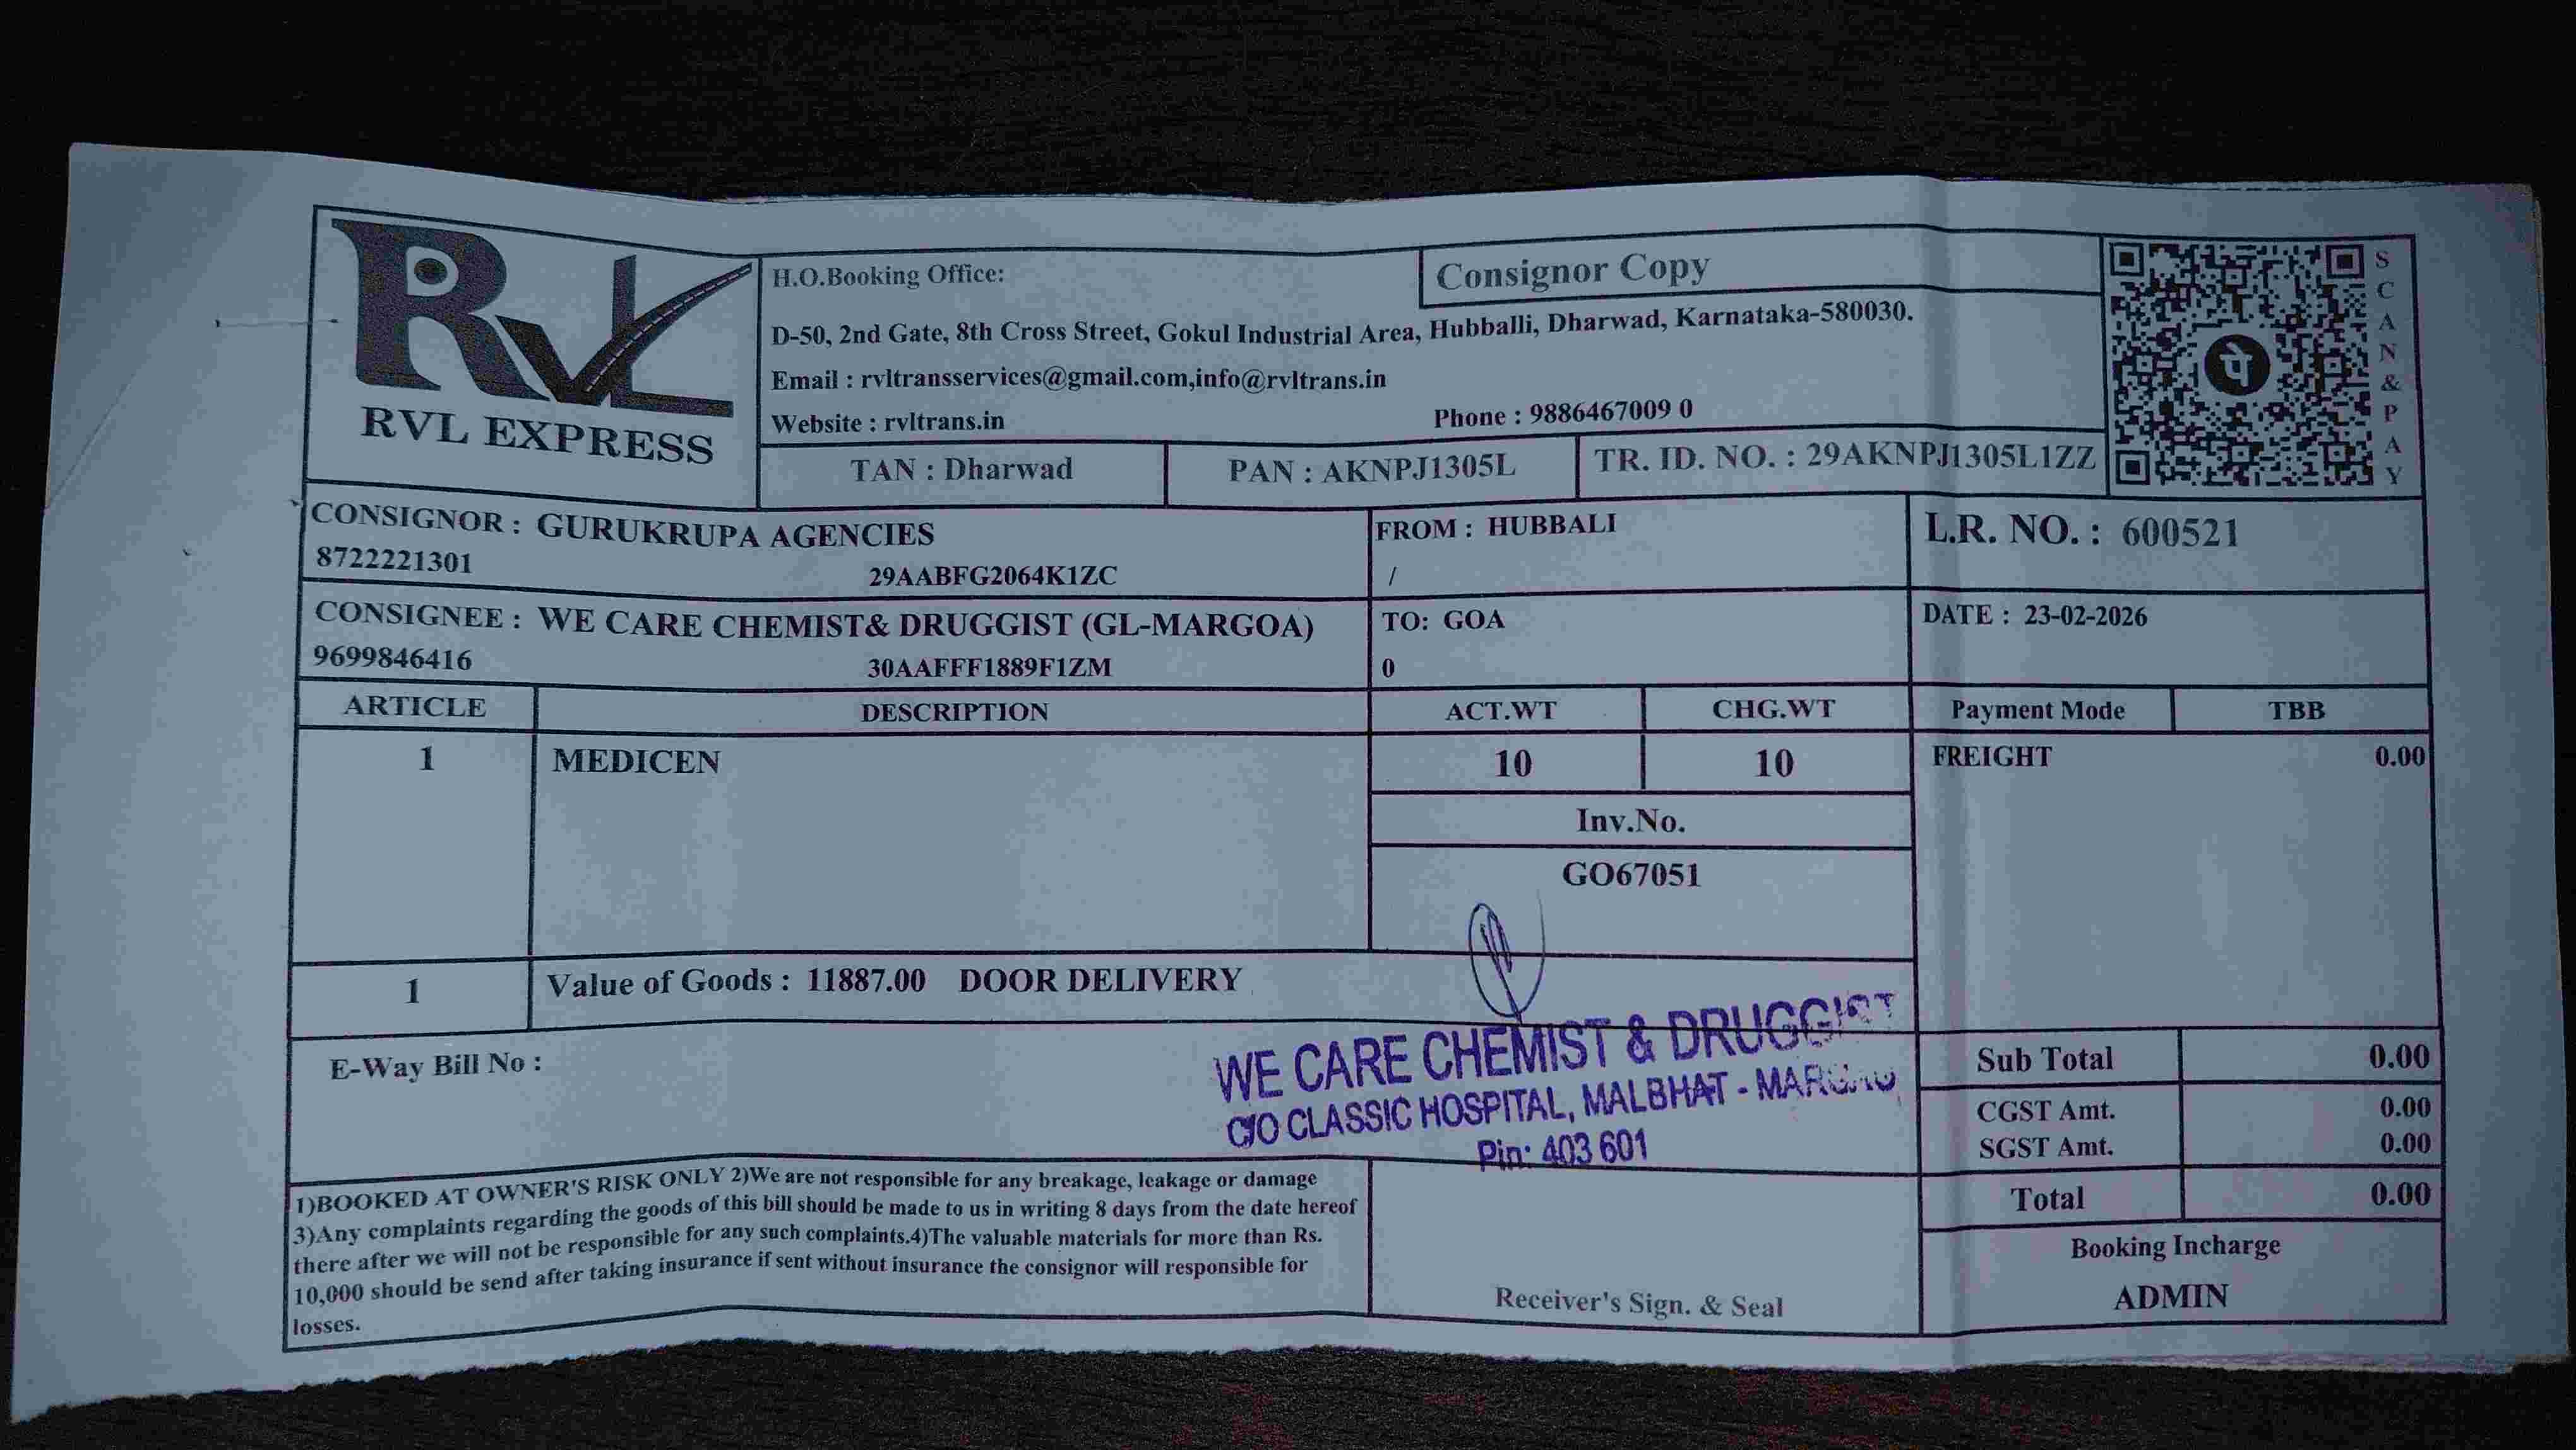 RVL
RVL EXPRESS
H.O.Booking Office:
Consignor Copy
D-50, 2nd Gate, 8th Cross Street, Gokul Industrial Area, Hubballi, Dharwad, Karnataka-580030.
Email : rvltransservices@gmail.com,info@rvltrans.in
Website : rvltrans.in Phone : 9886467009 0
TAN : Dharwad PAN : AKNPJ1305L TR. ID. NO. : 29AKNPJ1305L1ZZ
पे
SCAN&PAY
CONSIGNOR : GURUKRUPA AGENCIES
8722221301 29AABFG2064K1ZC
FROM : HUBBALI
/
L.R. NO. : 600521
CONSIGNEE : WE CARE CHEMIST& DRUGGIST (GL-MARGOA)
9699846416 30AAFFF1889F1ZM
TO: GOA
0
DATE : 23-02-2026
ARTICLE DESCRIPTION ACT.WT CHG.WT Payment Mode TBB
1 MEDICEN 10 10 FREIGHT 0.00
Inv.No.
GO67051
1 Value of Goods : 11887.00 DOOR DELIVERY
E-Way Bill No :
WE CARE CHEMIST & DRUGGIST
C/O CLASSIC HOSPITAL, MALBHAT - MARGAO,
Pin: 403 601
Sub Total 0.00
CGST Amt. 0.00
SGST Amt. 0.00
Total 0.00
1)BOOKED AT OWNER'S RISK ONLY 2)We are not responsible for any breakage, leakage or damage
3)Any complaints regarding the goods of this bill should be made to us in writing 8 days from the date hereof
there after we will not be responsible for any such complaints.4)The valuable materials for more than Rs.
10,000 should be send after taking insurance if sent without insurance the consignor will responsible for
losses.
Receiver's Sign. & Seal
Booking Incharge
ADMIN